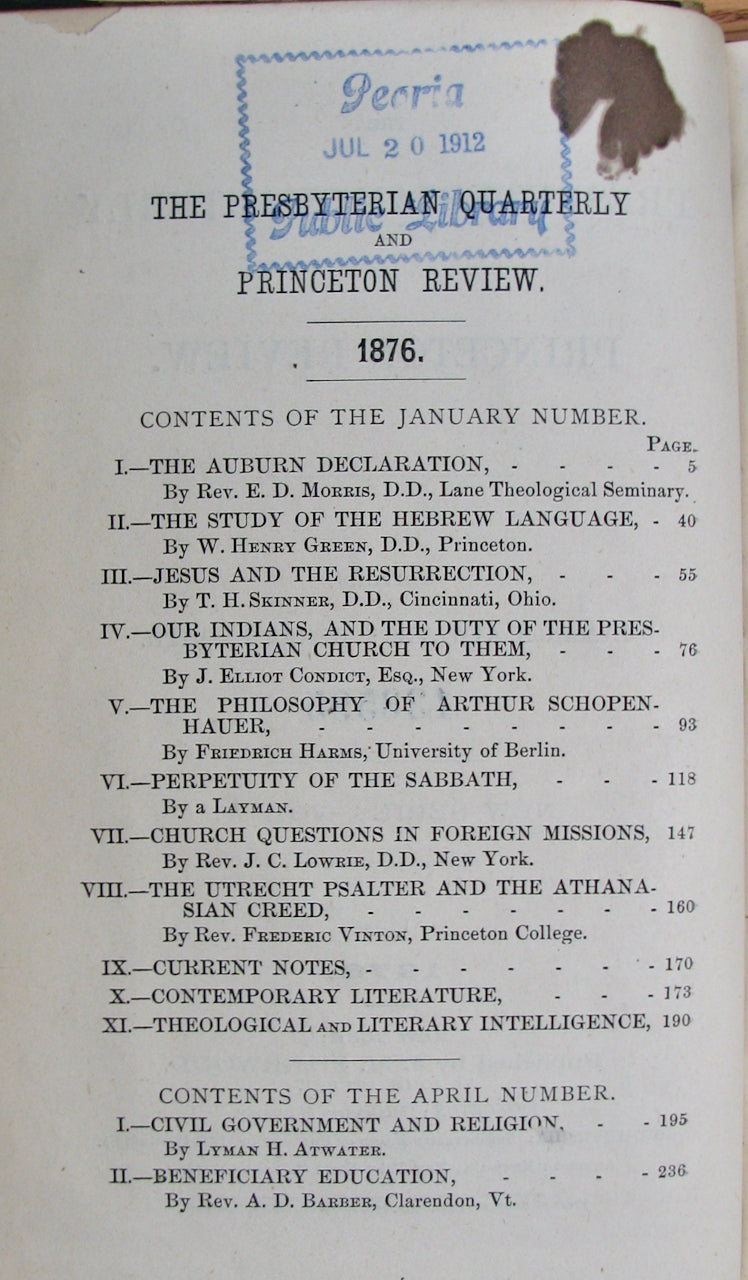 Peoria
JUL 20 1912
Public Library
THE PRESBYTERIAN QUARTERLY
AND
PRINCETON REVIEW.
1876.
CONTENTS OF THE JANUARY NUMBER.
PAGE.
I.—THE AUBURN DECLARATION, - - - - 5
By Rev. E. D. MORRIS, D.D., Lane Theological Seminary.
II.—THE STUDY OF THE HEBREW LANGUAGE, - 40
By W. HENRY GREEN, D.D., Princeton.
III.—JESUS AND THE RESURRECTION, - - - 55
By T. H. SKINNER, D.D., Cincinnati, Ohio.
IV.—OUR INDIANS, AND THE DUTY OF THE PRES-
BYTERIAN CHURCH TO THEM, - - - 76
By J. ELLIOT CONDICT, ESQ., New York.
V.—THE PHILOSOPHY OF ARTHUR SCHOPEN-
HAUER, - - - - - - - - 93
By FRIEDRICH HARMS, University of Berlin.
VI.—PERPETUITY OF THE SABBATH, - - - 118
By a LAYMAN.
VII.—CHURCH QUESTIONS IN FOREIGN MISSIONS, 147
By Rev. J. C. LOWRIE, D.D., New York.
VIII.—THE UTRECHT PSALTER AND THE ATHANA-
SIAN CREED, - - - - - - - 160
By Rev. FREDERIC VINTON, Princeton College.
IX.—CURRENT NOTES, - - - - - - - 170
X.—CONTEMPORARY LITERATURE, - - - 173
XI.—THEOLOGICAL AND LITERARY INTELLIGENCE, 190
CONTENTS OF THE APRIL NUMBER.
I.—CIVIL GOVERNMENT AND RELIGION, - - 195
By LYMAN H. ATWATER.
II.—BENEFICIARY EDUCATION, - - - - 236
By Rev. A. D. BARBER, Clarendon, Vt.